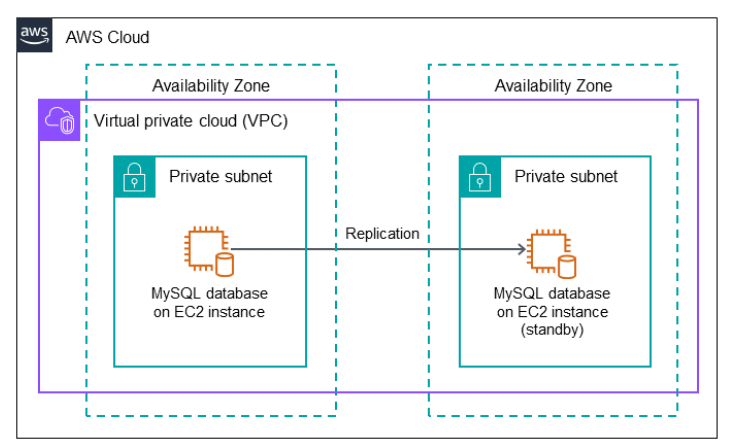 aws
AWS Cloud
Availability Zone
Availability Zone
Virtual private cloud (VPC)
Private subnet
Private subnet
Replication
MySQL database
on EC2 instance
MySQL database
on EC2 instance
(standby)